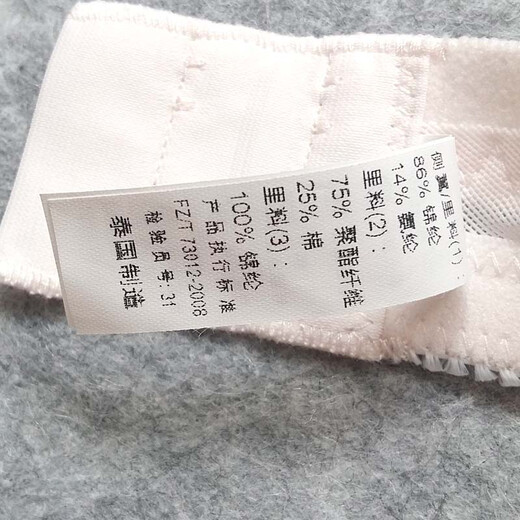 侧翼/里料(1):
86% 锦纶
14% 氨纶
里料(2):
75% 聚酯纤维
25% 棉
里料(3):
100% 锦纶
产品执行标准
FZ/T 73012-2008
检验员号:31
泰国制造